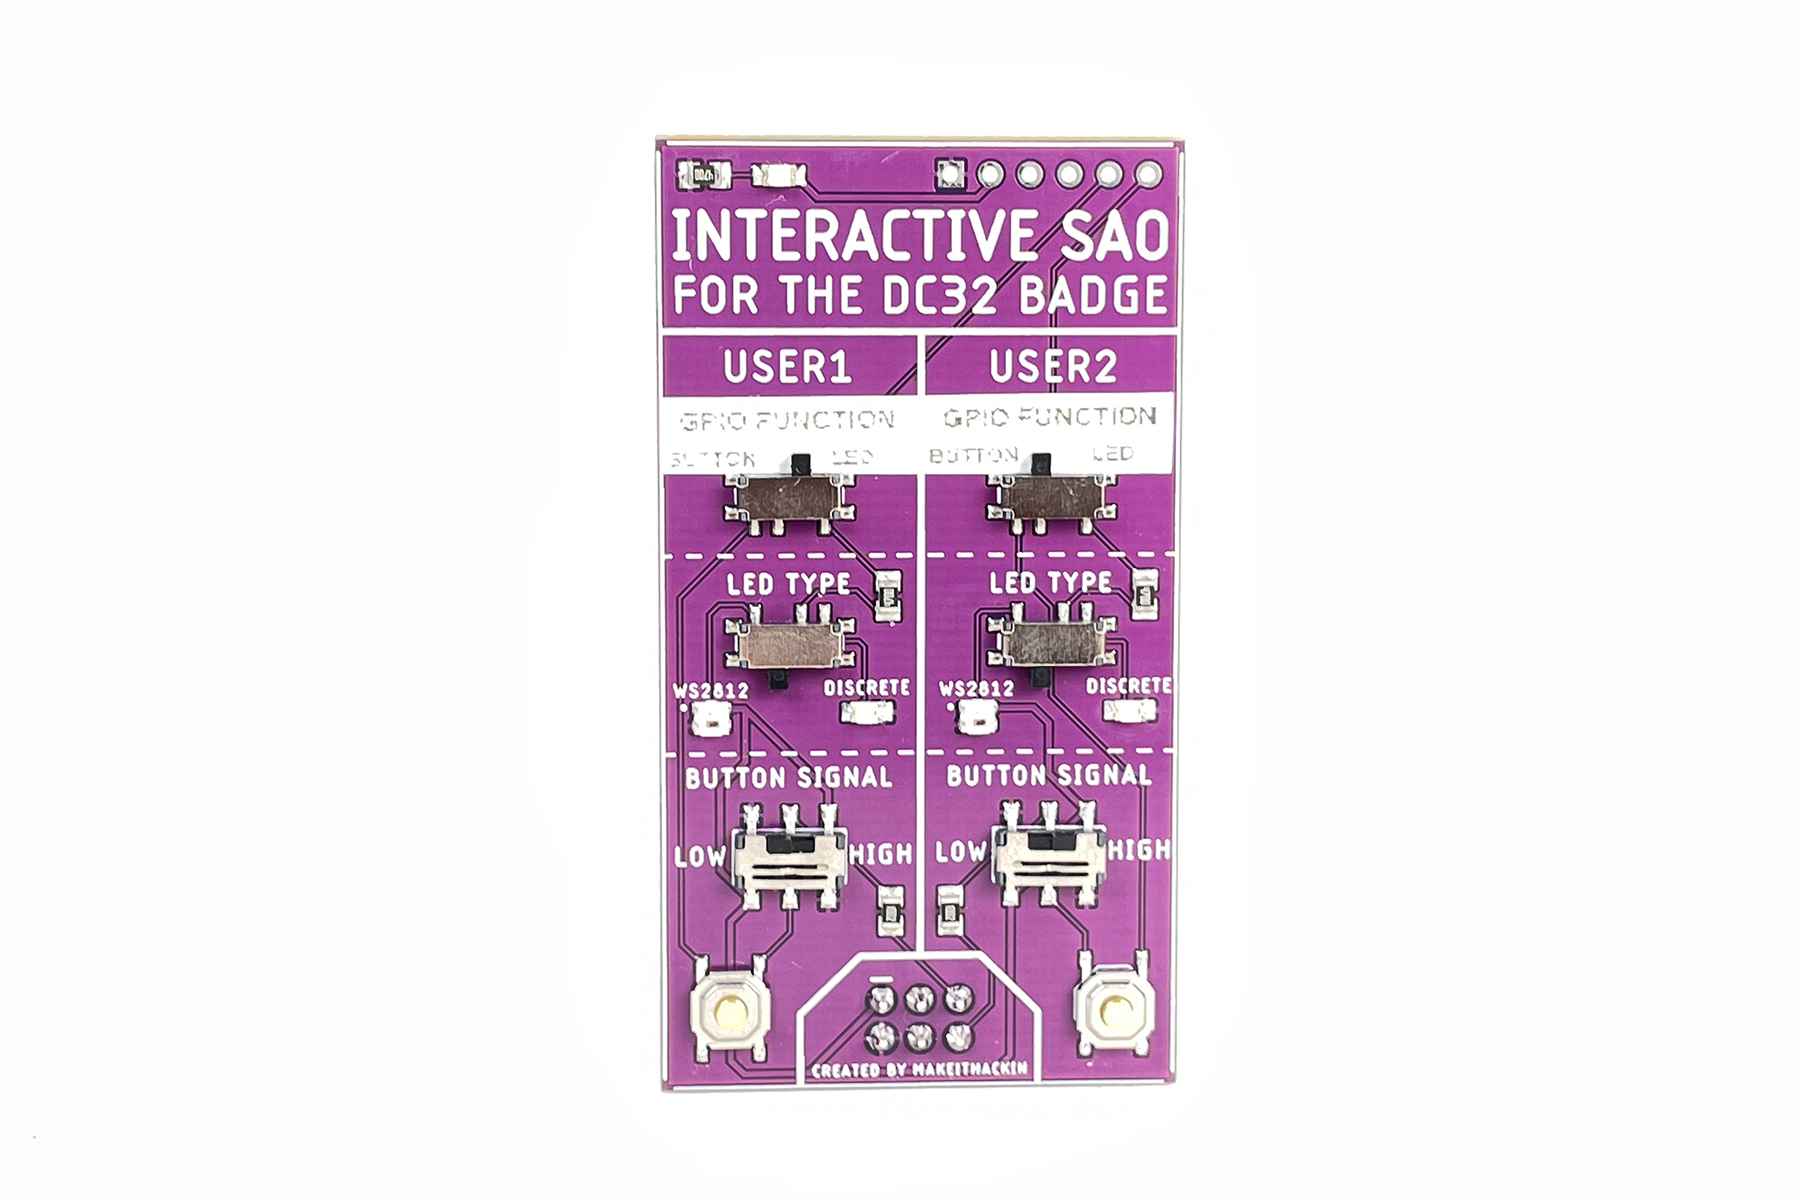 INTERACTIVE SAO
FOR THE DC32 BADGE
USER1
GPIO FUNCTION
BUTTON LED
LED TYPE
WS2812 DISCRETE
BUTTON SIGNAL
LOW HIGH
USER2
GPIO FUNCTION
BUTTON LED
LED TYPE
WS2812 DISCRETE
BUTTON SIGNAL
LOW HIGH
CREATED BY MAKEITHACKIN